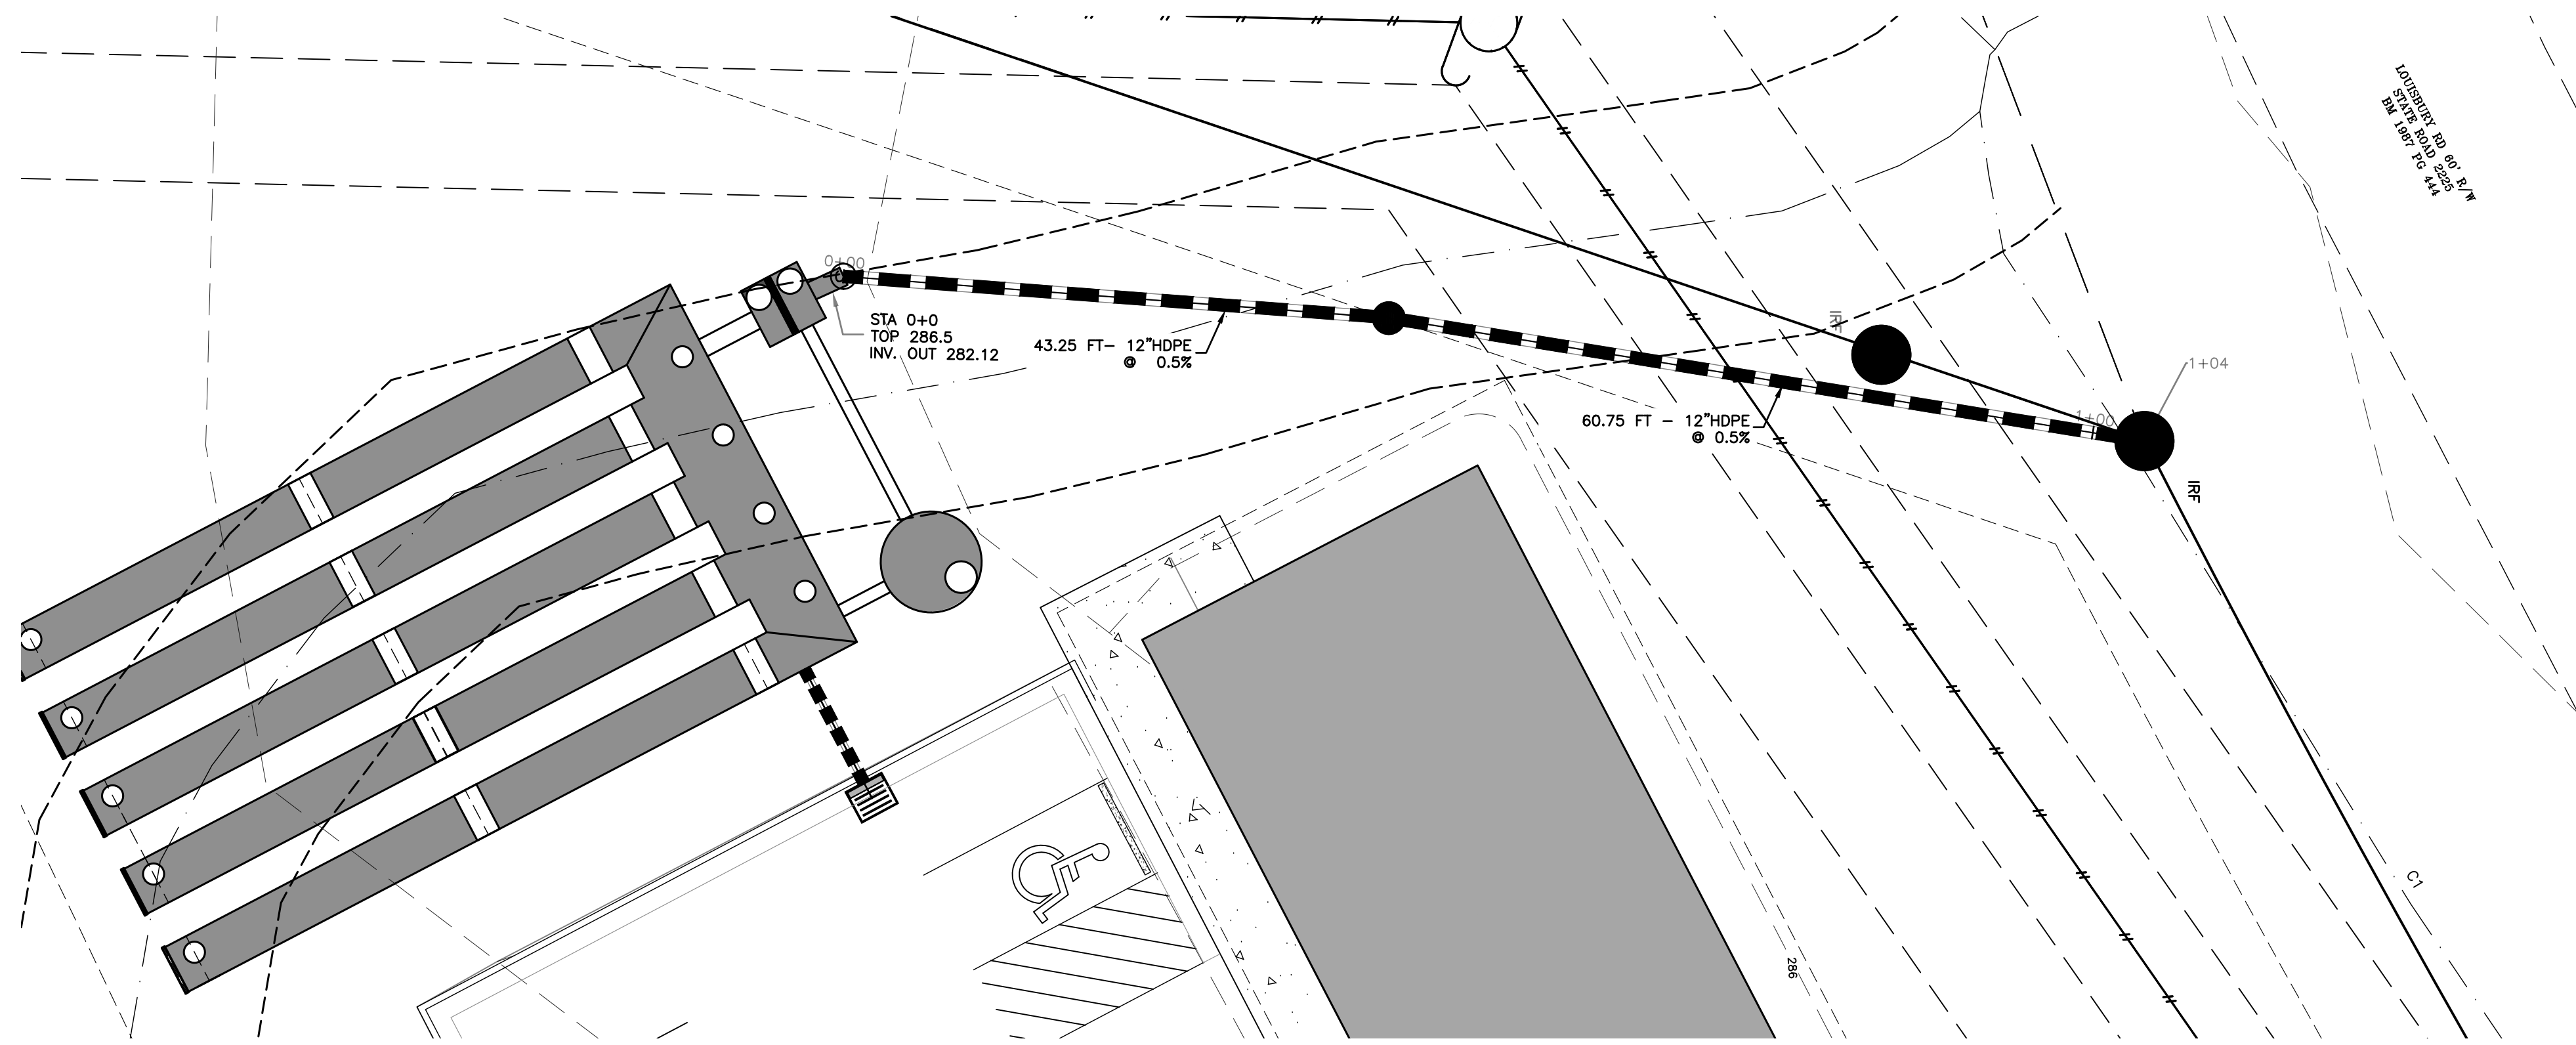 LOUISBURY RD 60' R/W
STATE ROAD 2225
BM 1987 PG 444
0+00
STA 0+0
TOP 286.5
INV. OUT 282.12
43.25 FT- 12"HDPE
@ 0.5%
IRF
1+04
1+00
60.75 FT - 12"HDPE
@ 0.5%
IRF
C1
286